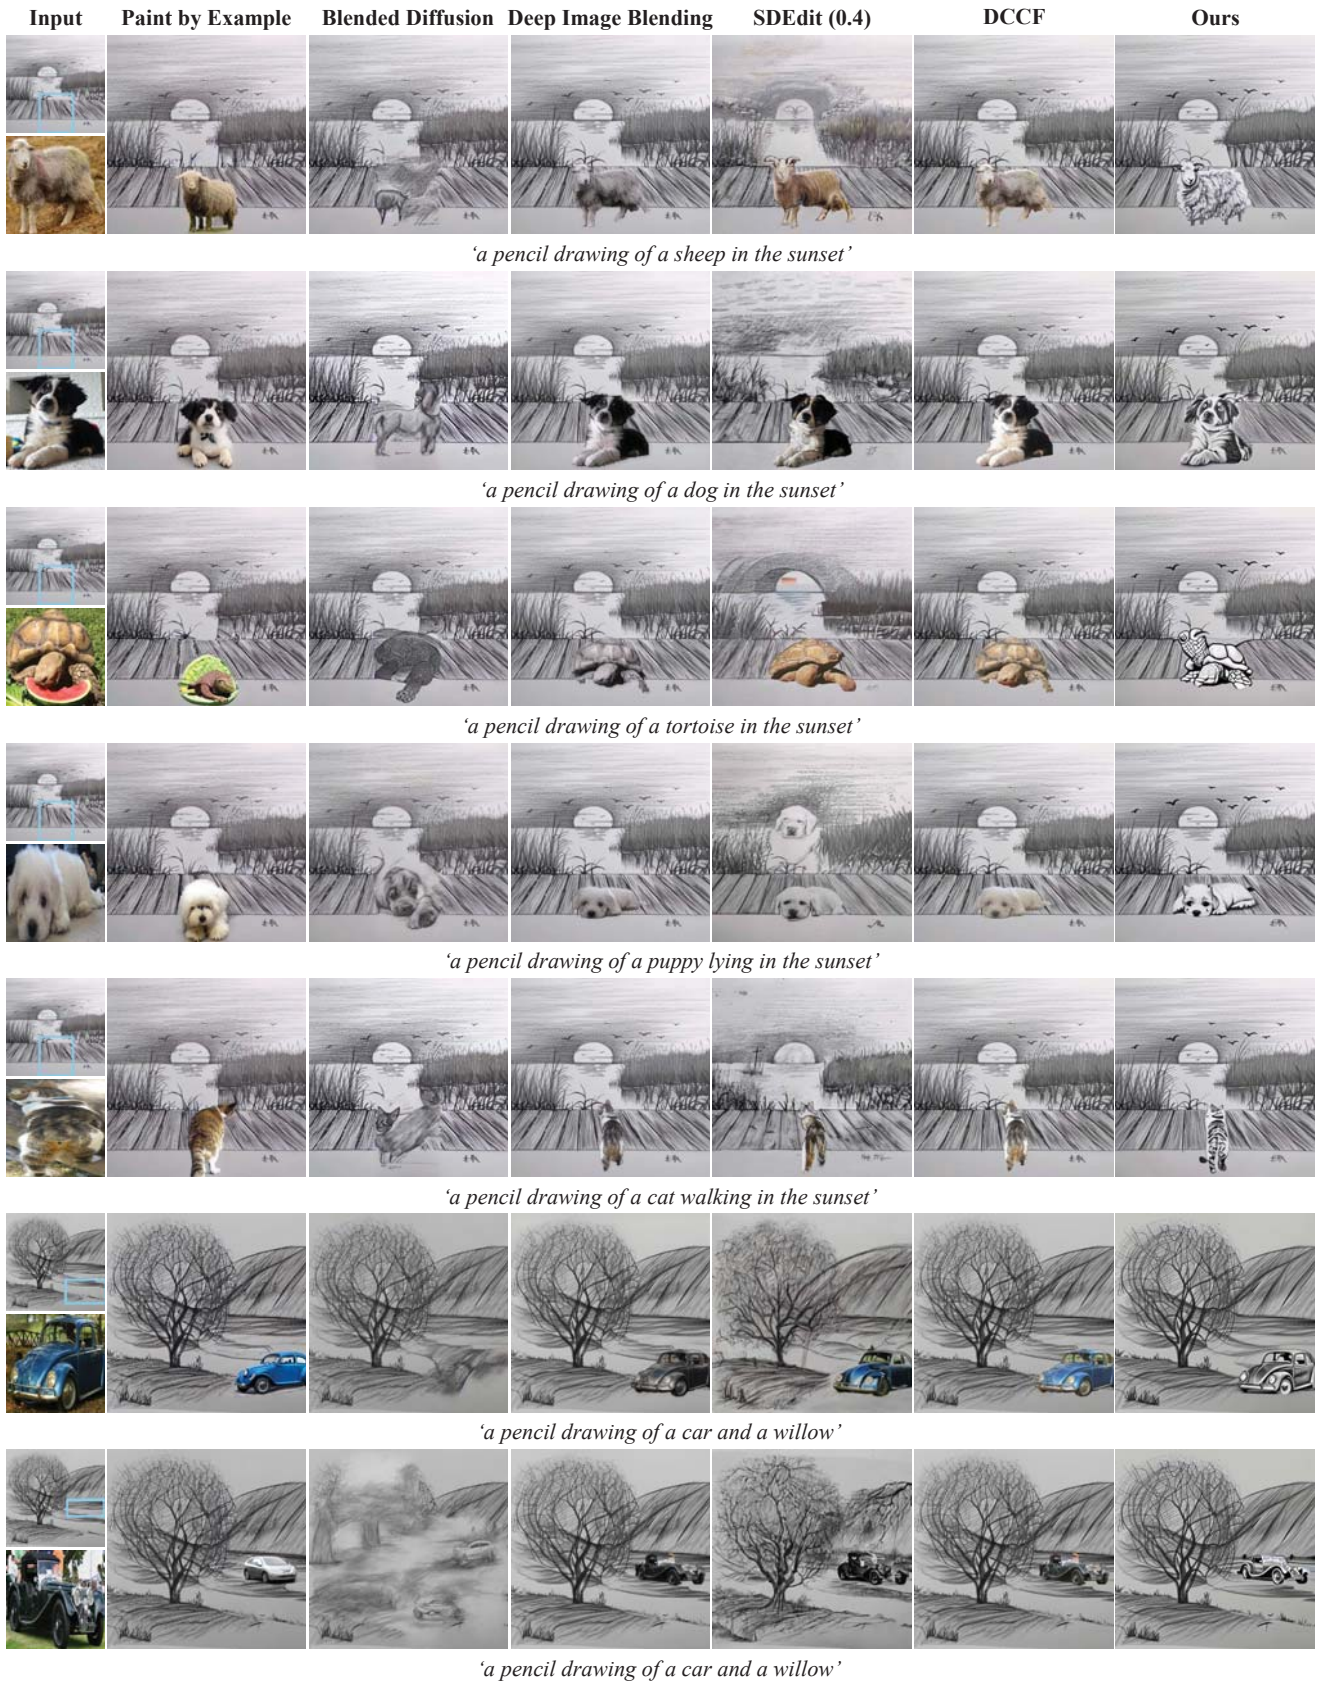 Input Paint by Example Blended Diffusion Deep Image Blending SDEdit (0.4) DCCF Ours
‘a pencil drawing of a sheep in the sunset’
‘a pencil drawing of a dog in the sunset’
‘a pencil drawing of a tortoise in the sunset’
‘a pencil drawing of a puppy lying in the sunset’
‘a pencil drawing of a cat walking in the sunset’
‘a pencil drawing of a car and a willow’
‘a pencil drawing of a car and a willow’